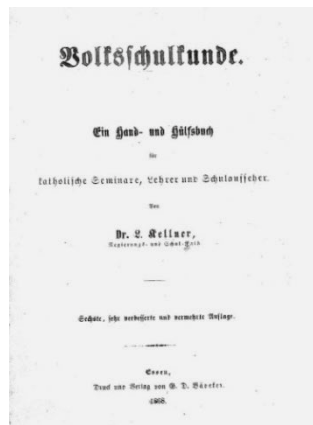 Volksschulkunde.
Ein Hand- und Hülfsbuch
für
katholische Seminare, Lehrer und Schulaufseher.
Von
Dr. L. Kellner,
Regierungs- und Schul-Rath
Sechste, sehr verbesserte und vermehrte Auflage.
Essen,
Druck und Verlag von G. D. Bädeker.
1868.